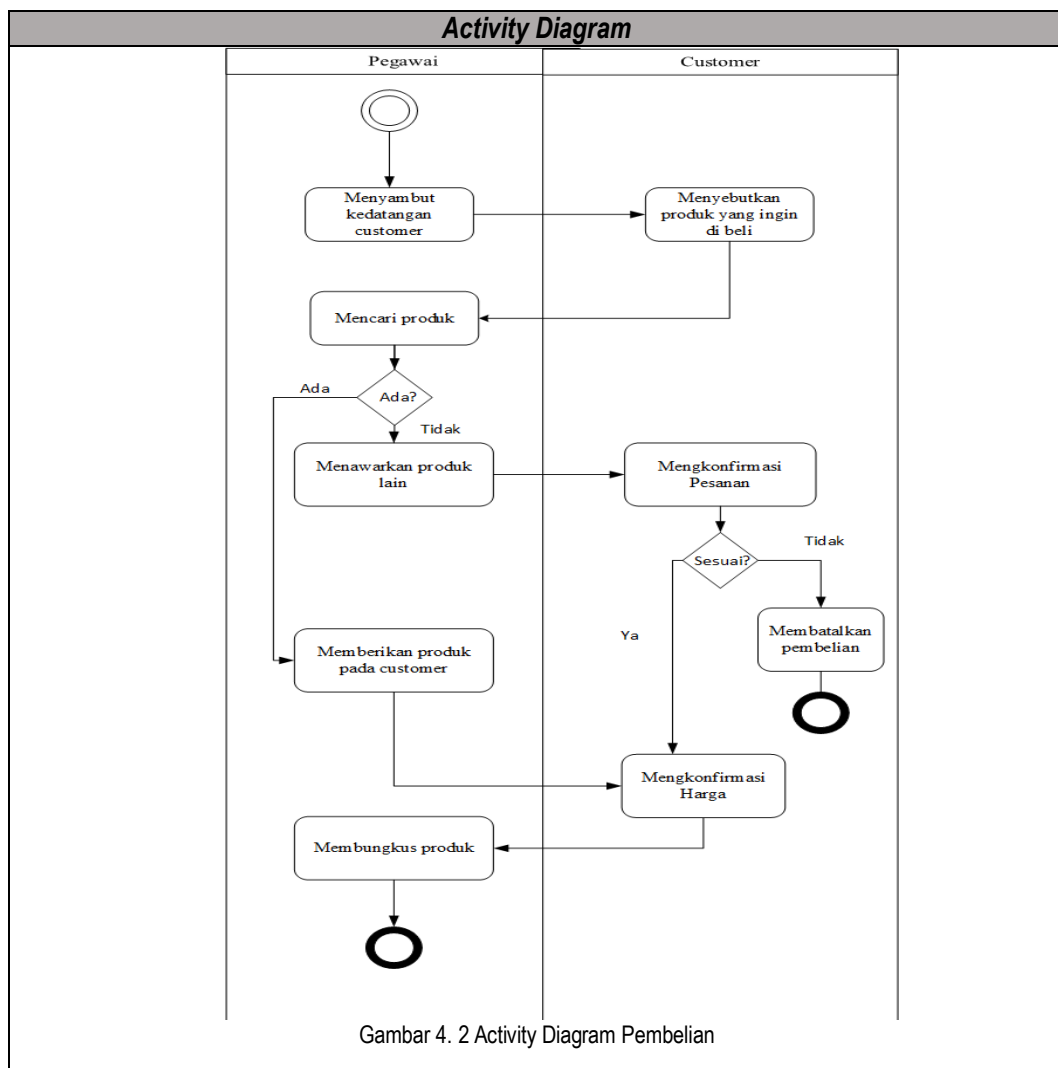 Activity Diagram
Pegawai
Customer
Menyambut
kedatangan
customer
Menyebutkan
produk yang ingin
di beli
Mencari produk
Ada
Ada?
Tidak
Menawarkan produk
lain
Mengkonfirmasi
Pesanan
Sesuai?
Tidak
Ya
Membatalkan
pembelian
Memberikan produk
pada customer
Mengkonfirmasi
Harga
Membungkus produk
Gambar 4. 2 Activity Diagram Pembelian